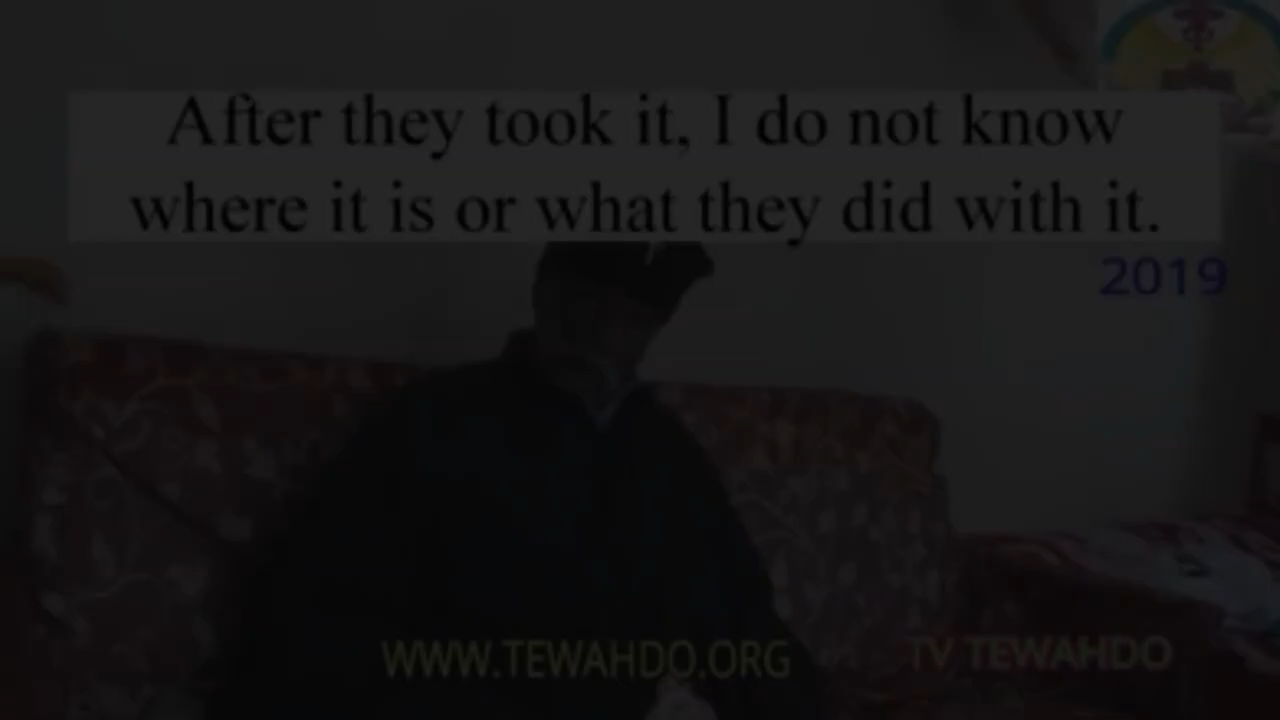 After they took it, I do not know
where it is or what they did with it.
2019
WWW.TEWAHDO.ORG
TV TEWAHDO